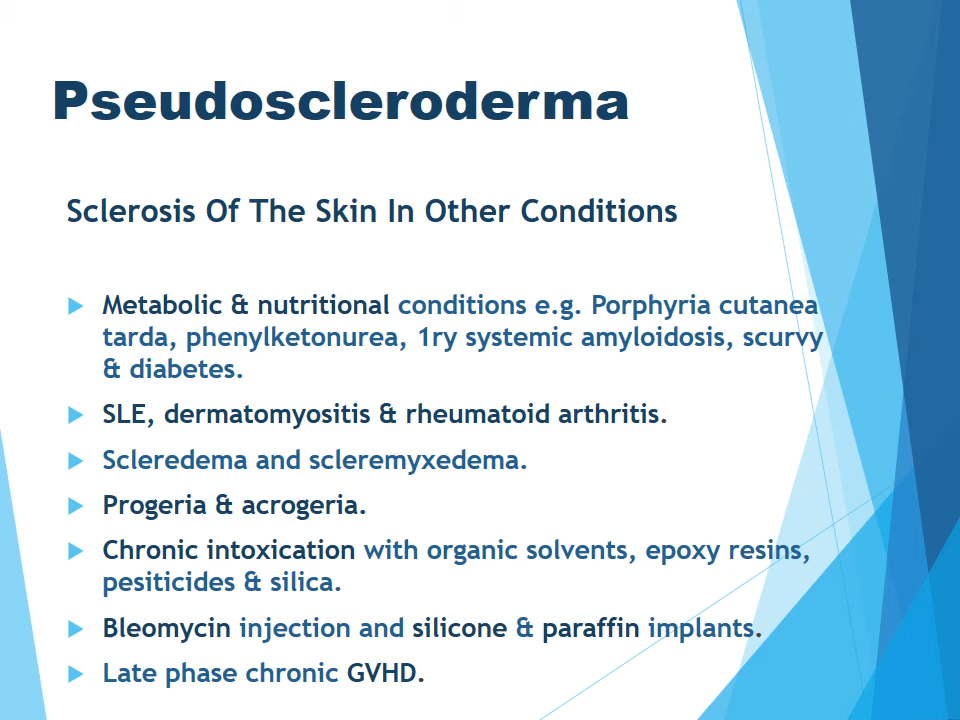 Pseudoscleroderma
Sclerosis Of The Skin In Other Conditions
Metabolic & nutritional conditions e.g. Porphyria cutanea
tarda, phenylketonurea, 1ry systemic amyloidosis, scurvy
& diabetes.
SLE, dermatomyositis & rheumatoid arthritis.
Scleredema and scleremyxedema.
Progeria & acrogeria.
Chronic intoxication with organic solvents, epoxy resins,
pesiticides & silica.
Bleomycin injection and silicone & paraffin implants.
Late phase chronic GVHD.